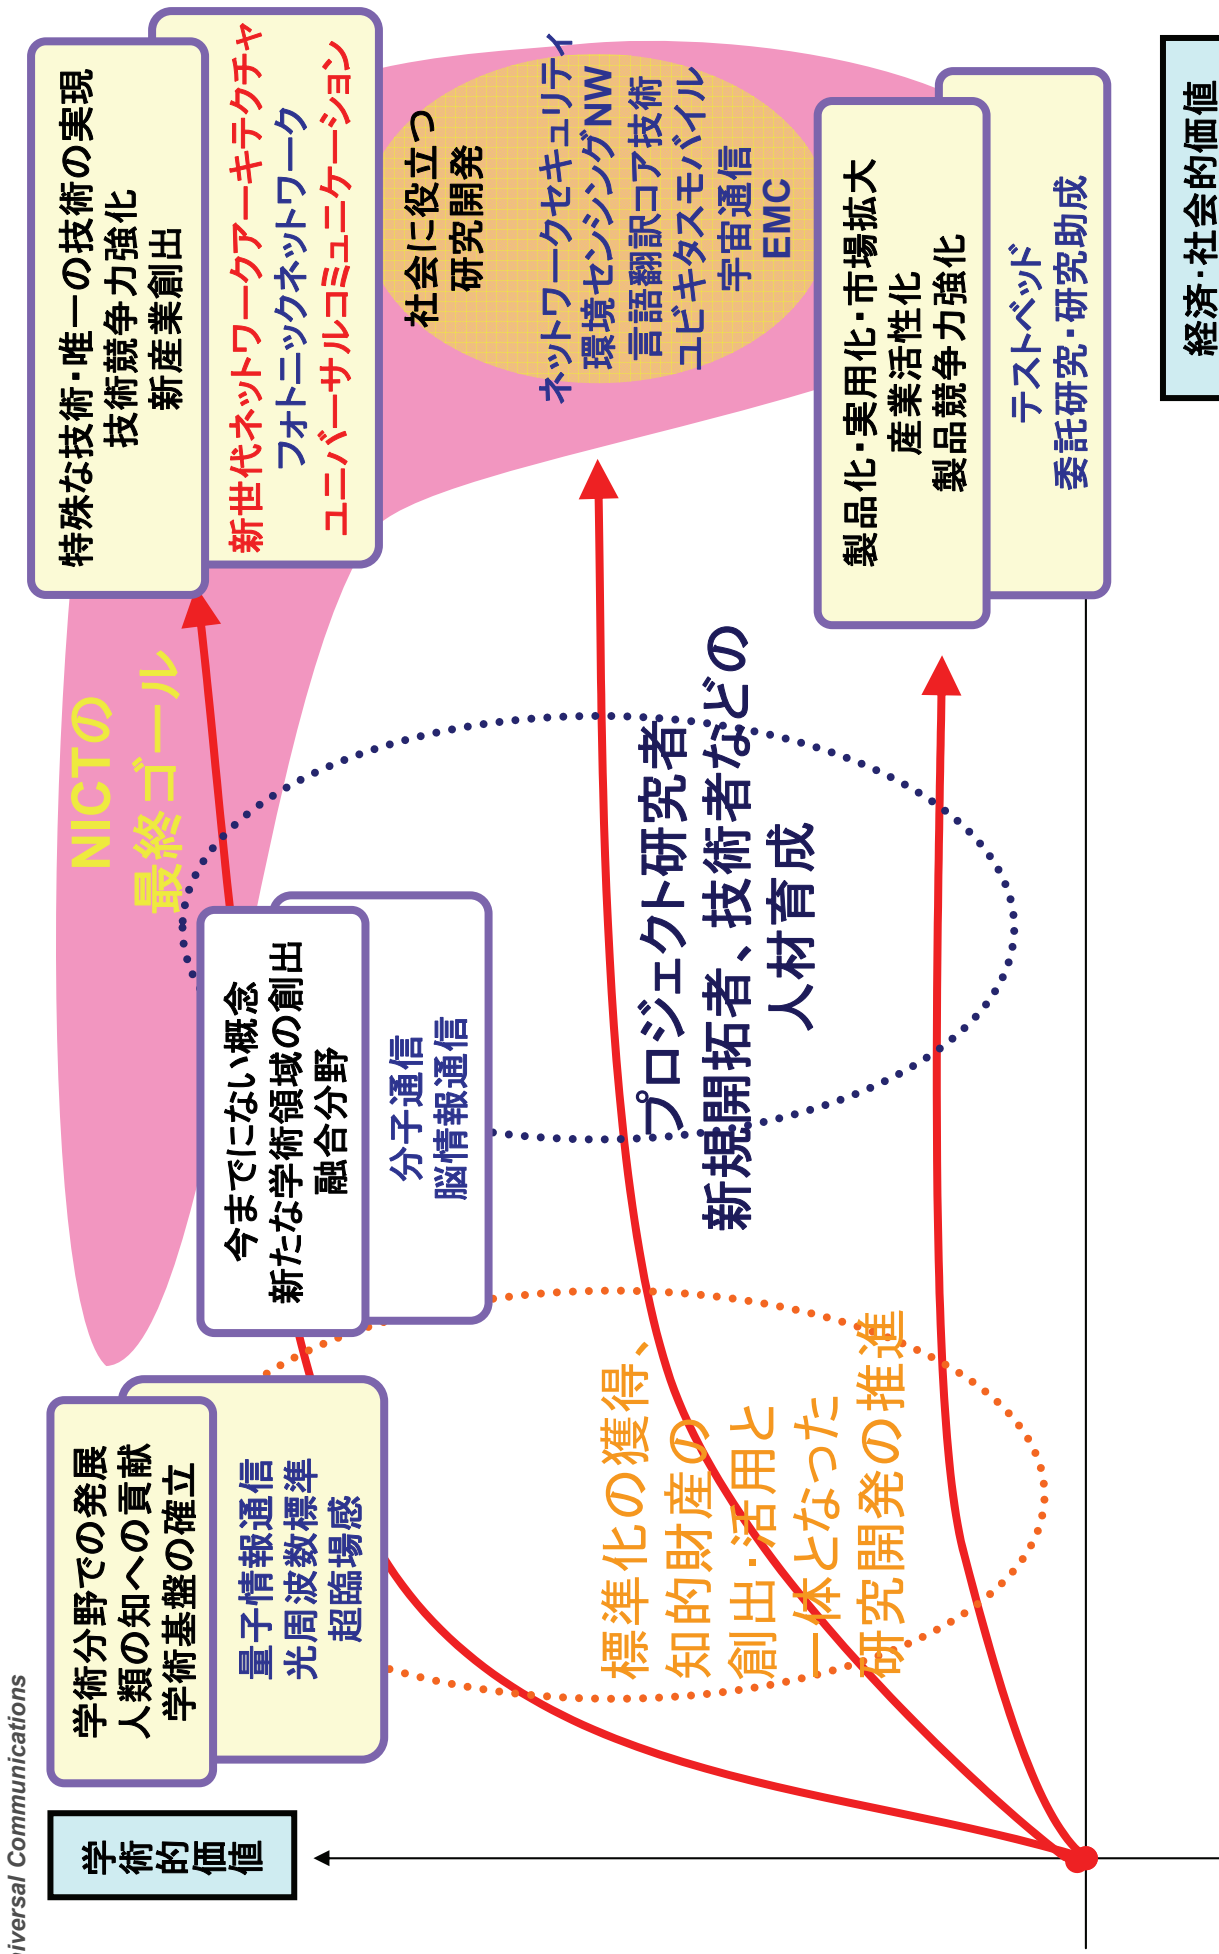 niversal Communications
学術的価値
学術分野での発展
人類の知への貢献
学術基盤の確立
量子情報通信
光周波数標準
超臨場感
今までにない概念
新たな学術領域の創出
融合分野
分子通信
脳情報通信
NICTの
最終ゴール
特殊な技術・唯一の技術の実現
技術競争力強化
新産業創出
新世代ネットワークアーキテクチャ
フォトニックネットワーク
ユニバーサルコミュニケーション
社会に役立つ
研究開発
ネットワークセキュリティ
環境センシングNW
言語翻訳コア技術
ユビキタスモバイル
宇宙通信
EMC
標準化の獲得、
知的財産の
創出・活用と
一体となった
研究開発の推進
プロジェクト研究者
新規開拓者、技術者などの
人材育成
製品化・実用化・市場拡大
産業活性化
製品競争力強化
テストベッド
委託研究・研究助成
経済・社会的価値